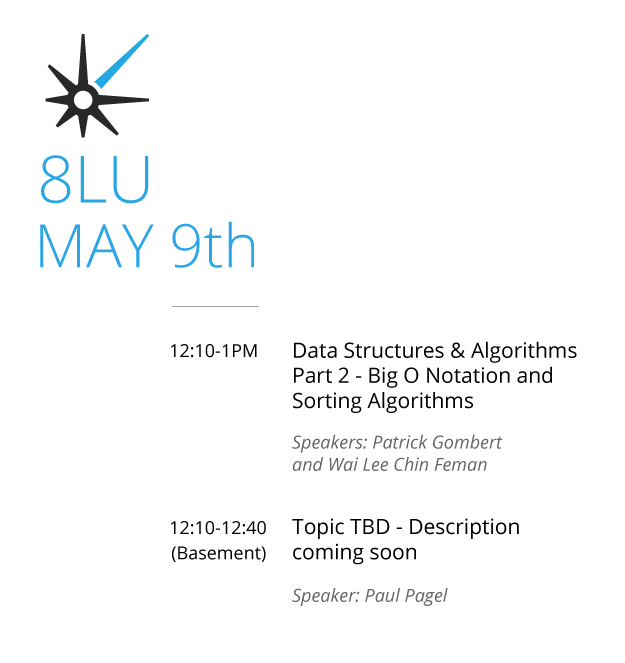 8LU
MAY 9th
12:10-1PM
Data Structures & Algorithms
Part 2 - Big O Notation and
Sorting Algorithms
Speakers: Patrick Gombert
and Wai Lee Chin Feman
12:10-12:40
(Basement)
Topic TBD - Description
coming soon
Speaker: Paul Pagel